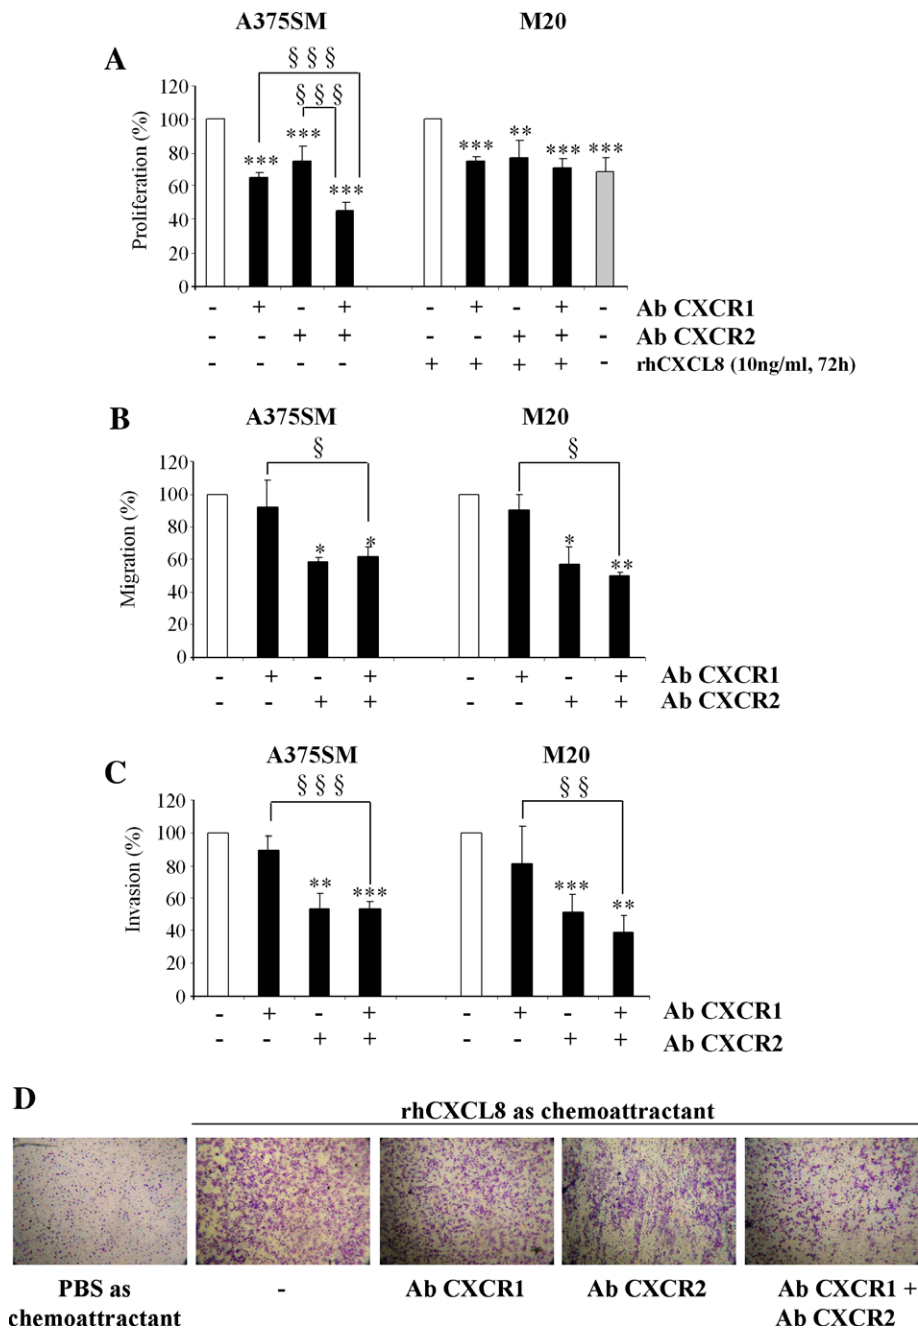 A375SM M20
A
§ § §
§ § §
120
100
80
60
40
20
0
Proliferation (%)
*** *** *** *** ** *** ***
- + - + - + - + - Ab CXCR1
- - + + - - + + - Ab CXCR2
- - - - + + + + - rhCXCL8 (10ng/ml, 72h)
B
A375SM M20
§ §
120
100
80
60
40
20
0
Migration (%)
* * * **
- + - + - + - + Ab CXCR1
- - + + - - + + Ab CXCR2
C
A375SM M20
§ § § § §
120
100
80
60
40
20
0
Invasion (%)
** *** *** **
- + - + - + - + Ab CXCR1
- - + + - - + + Ab CXCR2
D
rhCXCL8 as chemoattractant
PBS as
chemoattractant
-
Ab CXCR1
Ab CXCR2
Ab CXCR1 +
Ab CXCR2